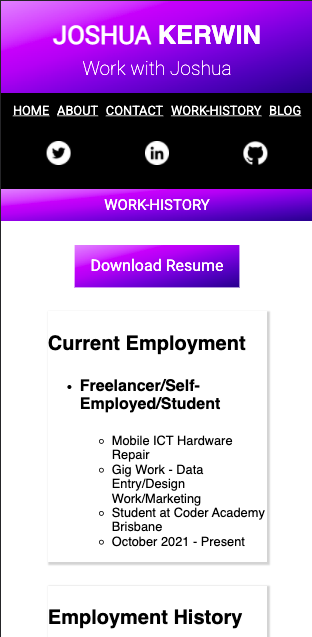 JOSHUA KERWIN
Work with Joshua
HOME ABOUT CONTACT WORK-HISTORY BLOG
WORK-HISTORY
Download Resume
Current Employment
Freelancer/Self-
Employed/Student
Mobile ICT Hardware
Repair
Gig Work - Data
Entry/Design
Work/Marketing
Student at Coder Academy
Brisbane
October 2021 - Present
Employment History